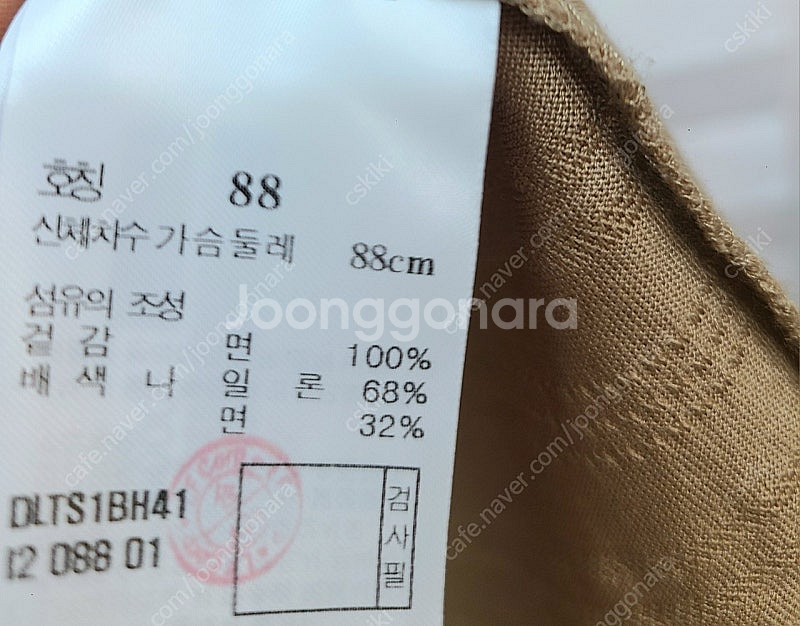 호칭 88
신체치수 가슴둘레 88cm
섬유의 조성
겉 감 면 100%
배 색 나 일 론 68%
면 32%
DLTS1BH41
I2 088 01
검사필
Joonggonara
cafe.naver.com/joonggonara
cskiki